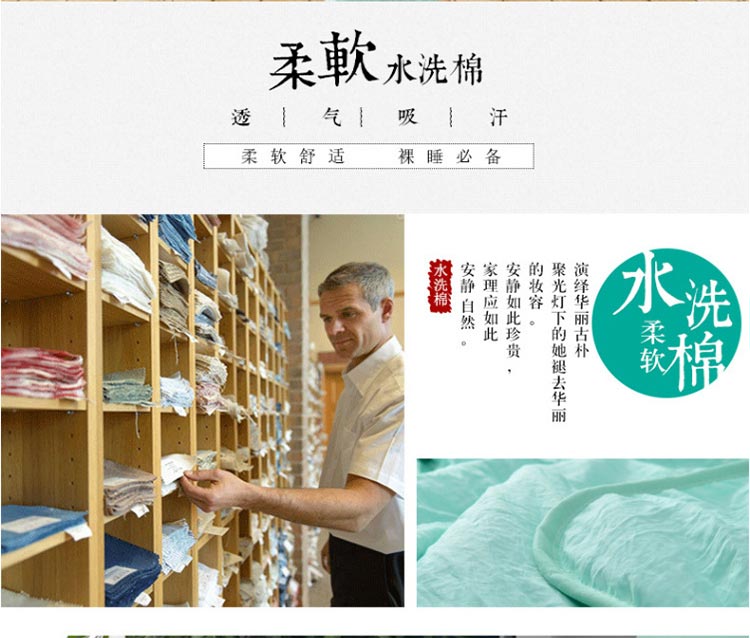 柔軟水洗棉
透气吸汗
柔软舒适 裸睡必备
水洗棉
柔软
演绎华丽古朴
聚光灯下的她褪去华丽
的妆容。
安静如此珍贵，
家理应如此
安静自然。
水洗棉